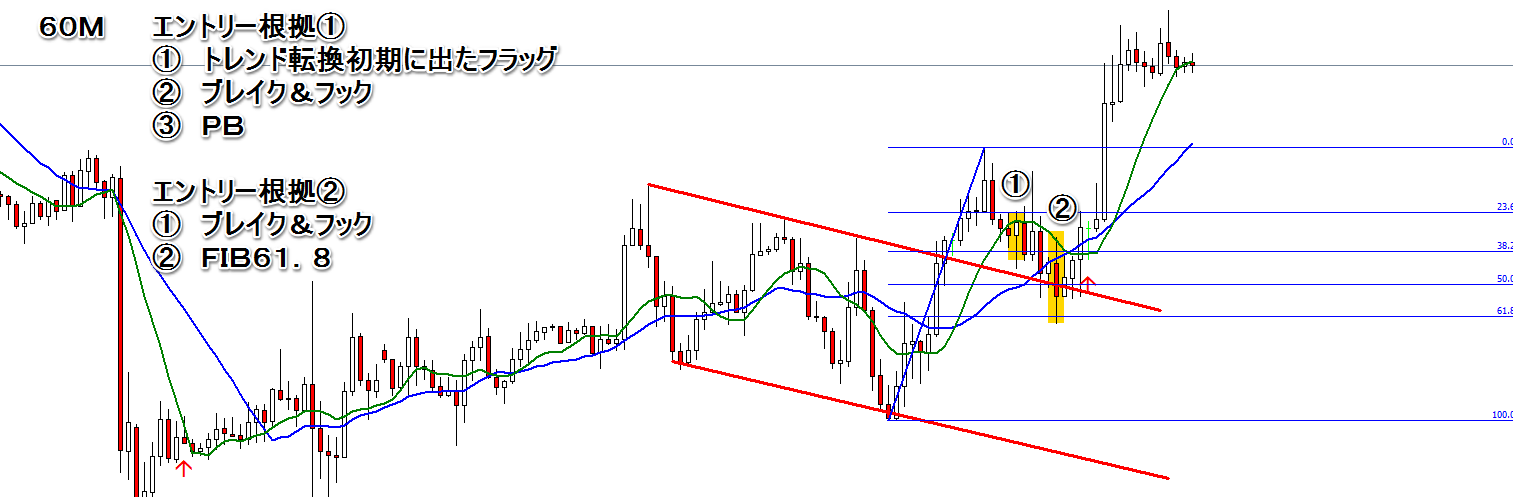 60M エントリー根拠①
① トレンド転換初期に出たフラッグ
② ブレイク&フック
③ PB
エントリー根拠②
① ブレイク&フック
② FIB61.8
0.0
①
②
23.6
38.2
50.0
61.8
100.0